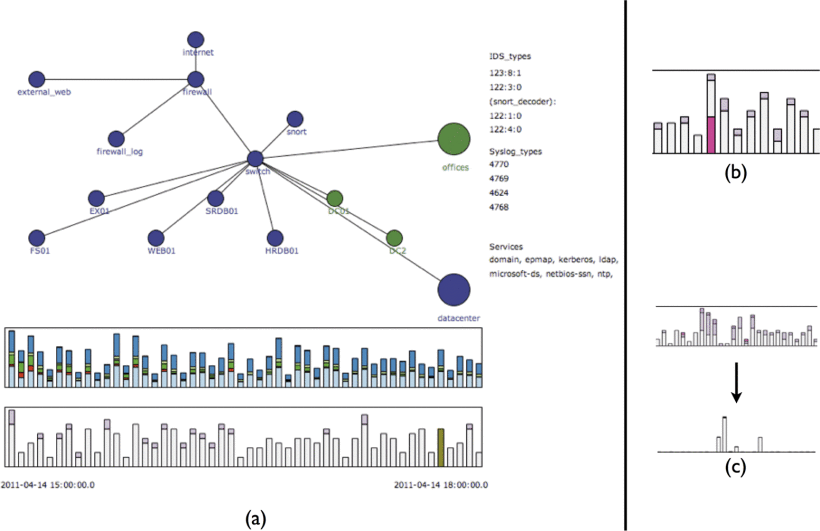 internet
external_web
firewall
firewall_log
snort
switch
offices
EX01
SRDB01
DC01
FS01
WEB01
HRDB01
DC2
datacenter
IDS_types
123:8:1
122:3:0
(snort_decoder):
122:1:0
122:4:0
Syslog_types
4770
4769
4624
4768
Services
domain, epmap, kerberos, ldap,
microsoft-ds, netbios-ssn, ntp,
2011-04-14 15:00:00.0
2011-04-14 18:00:00.0
(a)
(b)
(c)